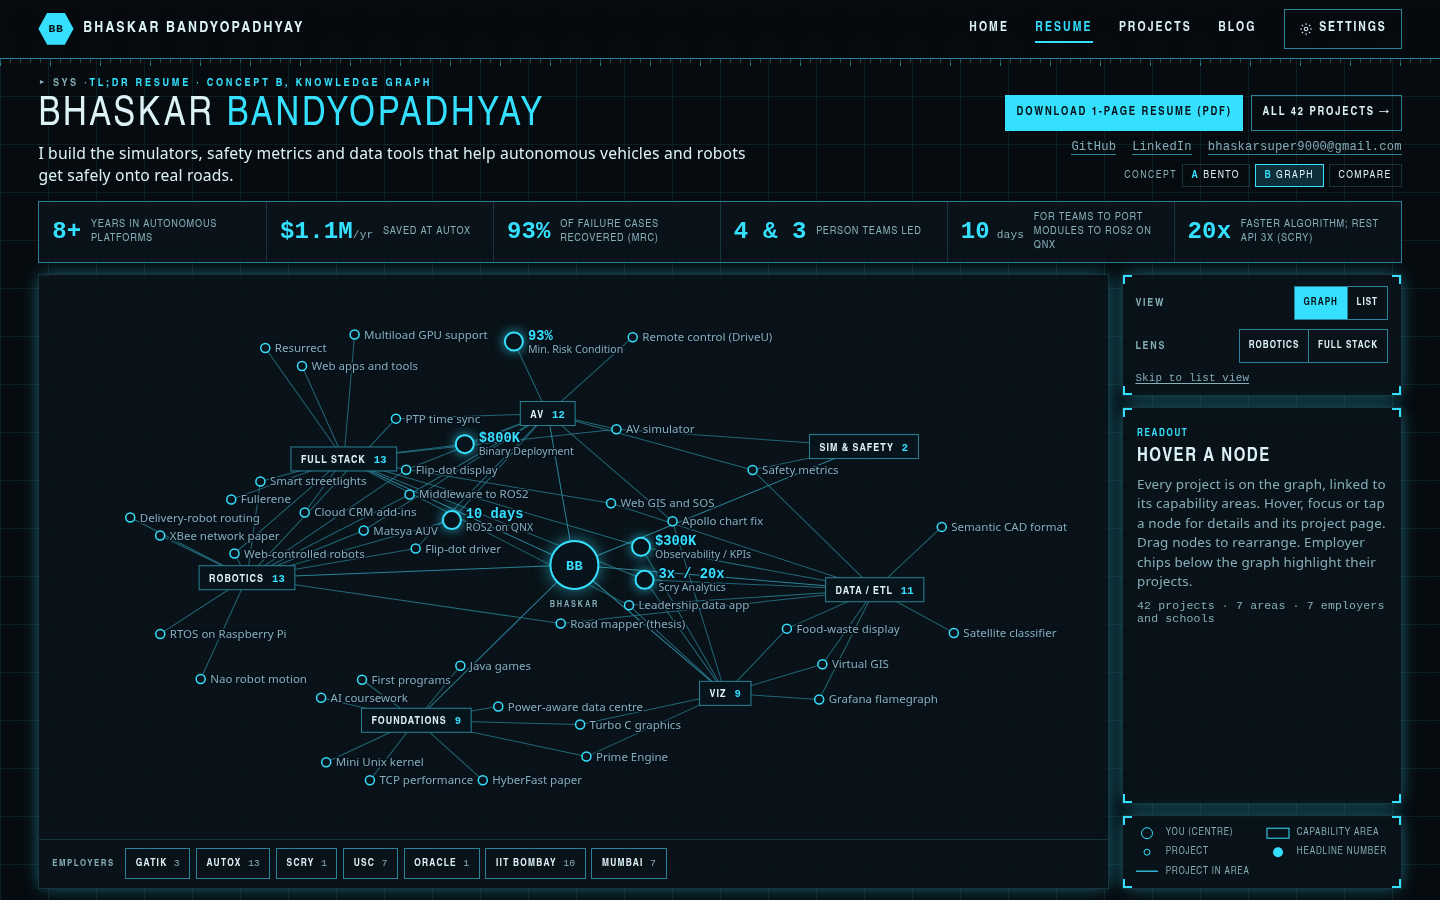 BB BHASKAR BANDYOPADHYAY
HOME RESUME PROJECTS BLOG SETTINGS
SYS ·TL;DR RESUME · CONCEPT B, KNOWLEDGE GRAPH
BHASKAR BANDYOPADHYAY
I build the simulators, safety metrics and data tools that help autonomous vehicles and robots
get safely onto real roads.
DOWNLOAD 1-PAGE RESUME (PDF) ALL 42 PROJECTS →
GitHub LinkedIn bhaskarsuper9000@gmail.com
CONCEPT A BENTO B GRAPH COMPARE
8+ YEARS IN AUTONOMOUS
PLATFORMS
$1.1M/yr SAVED AT AUTOX
93% OF FAILURE CASES
RECOVERED (MRC)
4 & 3 PERSON TEAMS LED
10 days FOR TEAMS TO PORT
MODULES TO ROS2 ON
QNX
20x FASTER ALGORITHM; REST
API 3X (SCRY)
Multiload GPU support
93%
Min. Risk Condition
Remote control (DriveU)
Resurrect
Web apps and tools
AV 12
PTP time sync
AV simulator
$800K
Binary Deployment
SIM & SAFETY 2
FULL STACK 13
Flip-dot display
Safety metrics
Smart streetlights
Middleware to ROS2
Fullerene
Web GIS and SOS
Cloud CRM add-ins
10 days
ROS2 on QNX
Delivery-robot routing
Apollo chart fix
Semantic CAD format
Matsya AUV
XBee network paper
$300K
Observability / KPIs
Flip-dot driver
Web-controlled robots
BB
BHASKAR
3x / 20x
Scry Analytics
ROBOTICS 13
DATA / ETL 11
Leadership data app
Road mapper (thesis)
Food-waste display
RTOS on Raspberry Pi
Satellite classifier
Java games
Virtual GIS
Nao robot motion
First programs
VIZ 9
AI coursework
Grafana flamegraph
Power-aware data centre
FOUNDATIONS 9
Turbo C graphics
Prime Engine
Mini Unix kernel
TCP performance
HyberFast paper
EMPLOYERS GATIK 3 AUTOX 13 SCRY 1 USC 7 ORACLE 1 IIT BOMBAY 10 MUMBAI 7
VIEW GRAPH LIST
LENS ROBOTICS FULL STACK
Skip to list view
READOUT
HOVER A NODE
Every project is on the graph, linked to
its capability areas. Hover, focus or tap
a node for details and its project page.
Drag nodes to rearrange. Employer
chips below the graph highlight their
projects.
42 projects · 7 areas · 7 employers
and schools
YOU (CENTRE) CAPABILITY AREA
PROJECT HEADLINE NUMBER
PROJECT IN AREA